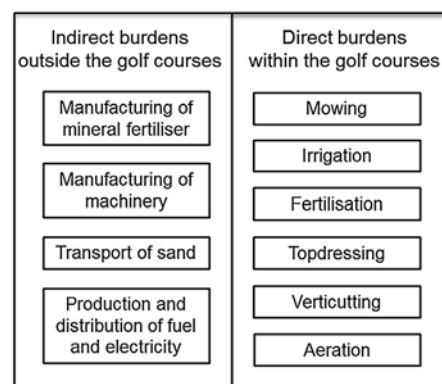 Indirect burdens
outside the golf courses
Manufacturing of
mineral fertiliser
Manufacturing of
machinery
Transport of sand
Production and
distribution of fuel
and electricity
Direct burdens
within the golf courses
Mowing
Irrigation
Fertilisation
Topdressing
Verticutting
Aeration